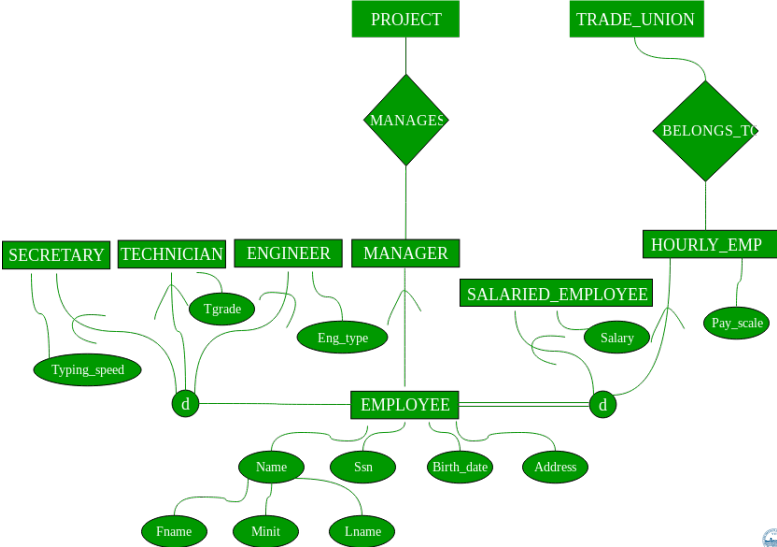 PROJECT
TRADE_UNION
MANAGES
BELONGS_TO
SECRETARY
TECHNICIAN
ENGINEER
MANAGER
HOURLY_EMP
SALARIED_EMPLOYEE
Tgrade
Eng_type
Salary
Pay_scale
Typing_speed
d
EMPLOYEE
d
Name
Ssn
Birth_date
Address
Fname
Minit
Lname